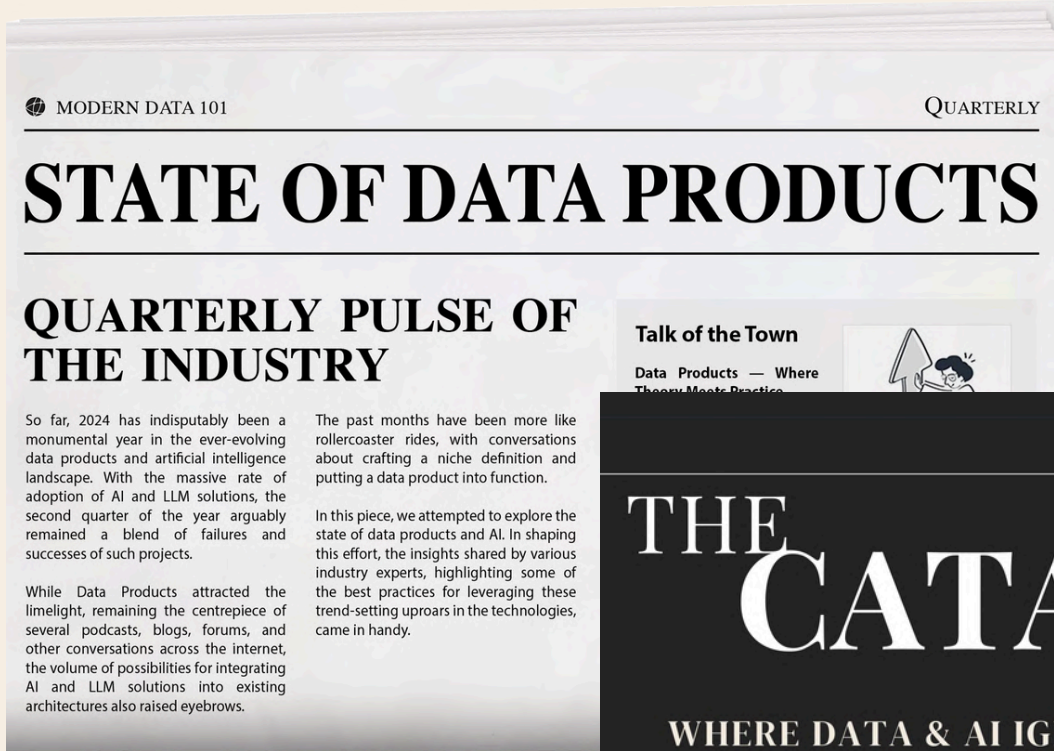 MODERN DATA 101
QUARTERLY
STATE OF DATA PRODUCTS
QUARTERLY PULSE OF
THE INDUSTRY
So far, 2024 has indisputably been a
monumental year in the ever-evolving
data products and artificial intelligence
landscape. With the massive rate of
adoption of AI and LLM solutions, the
second quarter of the year arguably
remained a blend of failures and
successes of such projects.
While Data Products attracted the
limelight, remaining the centrepiece of
several podcasts, blogs, forums, and
other conversations across the internet,
the volume of possibilities for integrating
AI and LLM solutions into existing
architectures also raised eyebrows.
The past months have been more like
rollercoaster rides, with conversations
about crafting a niche definition and
putting a data product into function.
In this piece, we attempted to explore the
state of data products and AI. In shaping
this effort, the insights shared by various
industry experts, highlighting some of
the best practices for leveraging these
trend-setting uproars in the technologies,
came in handy.
Talk of the Town
Data Products — Where
Theory Meets Practice
THE
CATA
WHERE DATA & AI IG